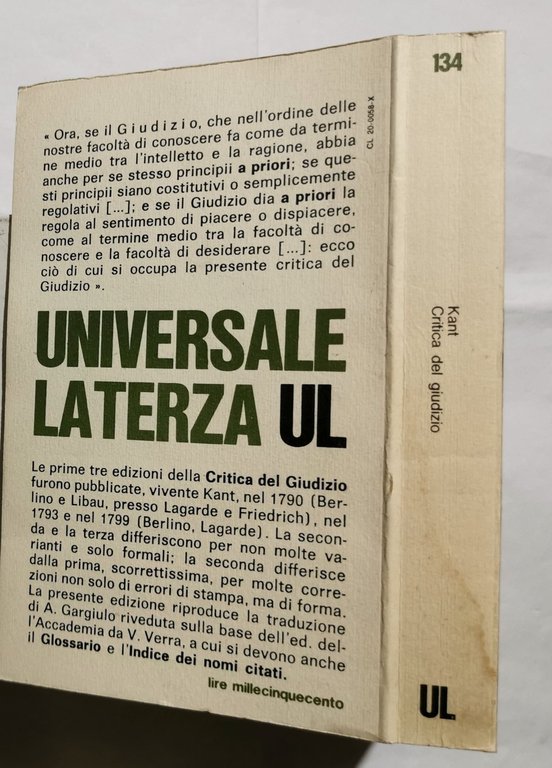 « Ora, se il Giudizio, che nell'ordine delle
nostre facoltà di conoscere fa come da termi-
ne medio tra l'intelletto e la ragione, abbia
anche per se stesso principii a priori; se que-
sti principii siano costitutivi o semplicemente
regolativi [...]; e se il Giudizio dia a priori la
regola al sentimento di piacere o dispiacere,
come al termine medio tra la facoltà di co-
noscere e la facoltà di desiderare [...]: ecco
ciò di cui si occupa la presente critica del
Giudizio ».
CL 20-0058-X
UNIVERSALE
LATERZA UL
Le prime tre edizioni della Critica del Giudizio
furono pubblicate, vivente Kant, nel 1790 (Ber-
lino e Libau, presso Lagarde e Friedrich), nel
1793 e nel 1799 (Berlino, Lagarde). La secon-
da e la terza differiscono per non molte va-
rianti e solo formali; la seconda differisce
dalla prima, scorrettissima, per molte corre-
zioni non solo di errori di stampa, ma di forma.
La presente edizione riproduce la traduzione
di A. Gargiulo riveduta sulla base dell'ed. del-
l'Accademia da V. Verra, a cui si devono anche
il Glossario e l'Indice dei nomi citati.
lire millecinquecento
134
Kant
Critica del giudizio
UL